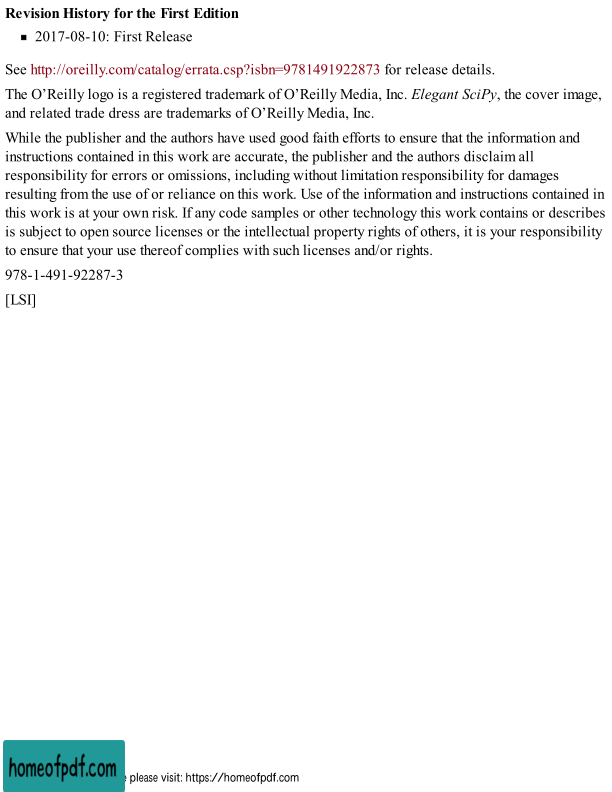 Revision History for the First Edition
▪ 2017-08-10: First Release
See http://oreilly.com/catalog/errata.csp?isbn=9781491922873 for release details.
The O’Reilly logo is a registered trademark of O’Reilly Media, Inc. Elegant SciPy, the cover image,
and related trade dress are trademarks of O’Reilly Media, Inc.
While the publisher and the authors have used good faith efforts to ensure that the information and
instructions contained in this work are accurate, the publisher and the authors disclaim all
responsibility for errors or omissions, including without limitation responsibility for damages
resulting from the use of or reliance on this work. Use of the information and instructions contained in
this work is at your own risk. If any code samples or other technology this work contains or describes
is subject to open source licenses or the intellectual property rights of others, it is your responsibility
to ensure that your use thereof complies with such licenses and/or rights.
978-1-491-92287-3
[LSI]
homeofpdf.com
please visit: https://homeofpdf.com